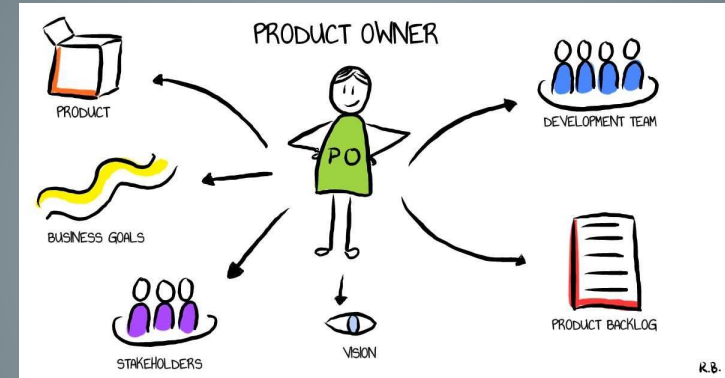 PRODUCT OWNER
PRODUCT
PO
DEVELOPMENT TEAM
BUSINESS GOALS
STAKEHOLDERS
VISION
PRODUCT BACKLOG
R.B.